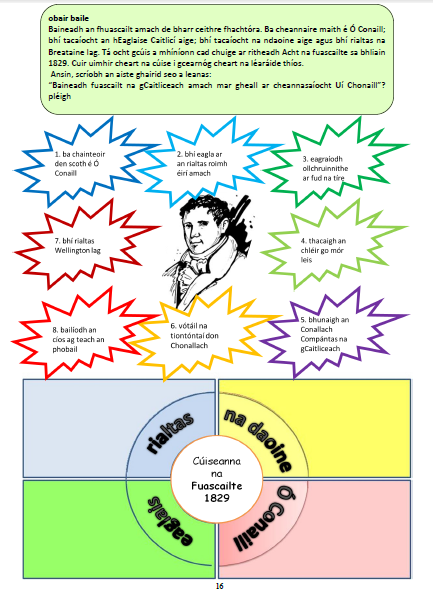 obair baile
Baineadh an fhuascailt amach de bharr ceithre fhachtóra. Ba cheannaire maith é Ó Conaill;
bhí tacaíocht an hEaglaise Caitlicí aige; bhí tacaíocht na ndaoine aige agus bhí rialtas na
Breataine lag. Tá ocht gcúis a mhíníonn cad chuige ar ritheadh Acht na fuascailte sa bhliain
1829. Cuir uimhir cheart na cúise i gcearnóg cheart na léaráide thíos.
Ansin, scríobh an aiste ghairid seo a leanas:
"Baineadh fuascailt na gCaitliceach amach mar gheall ar cheannasaíocht Uí Chonaill"?
pléigh
1. ba chainteoir
den scoth é Ó
Conaill
2. bhí eagla ar
an rialtas roimh
éirí amach
3. eagraíodh
ollchruinnithe
ar fud na tíre
7. bhí rialtas
Wellington lag
4. thacaigh an
chléir go mór
leis
8. bailíodh an
cíos ag teach an
phobail
6. vótáil na
tiontóntaí don
Chonallach
5. bhunaigh an
Conallach
Compántas na
gCaitliceach
rialtas
na daoine
Cúiseanna
na
Fuascailte
1829
eaglais
Ó Conaill
16